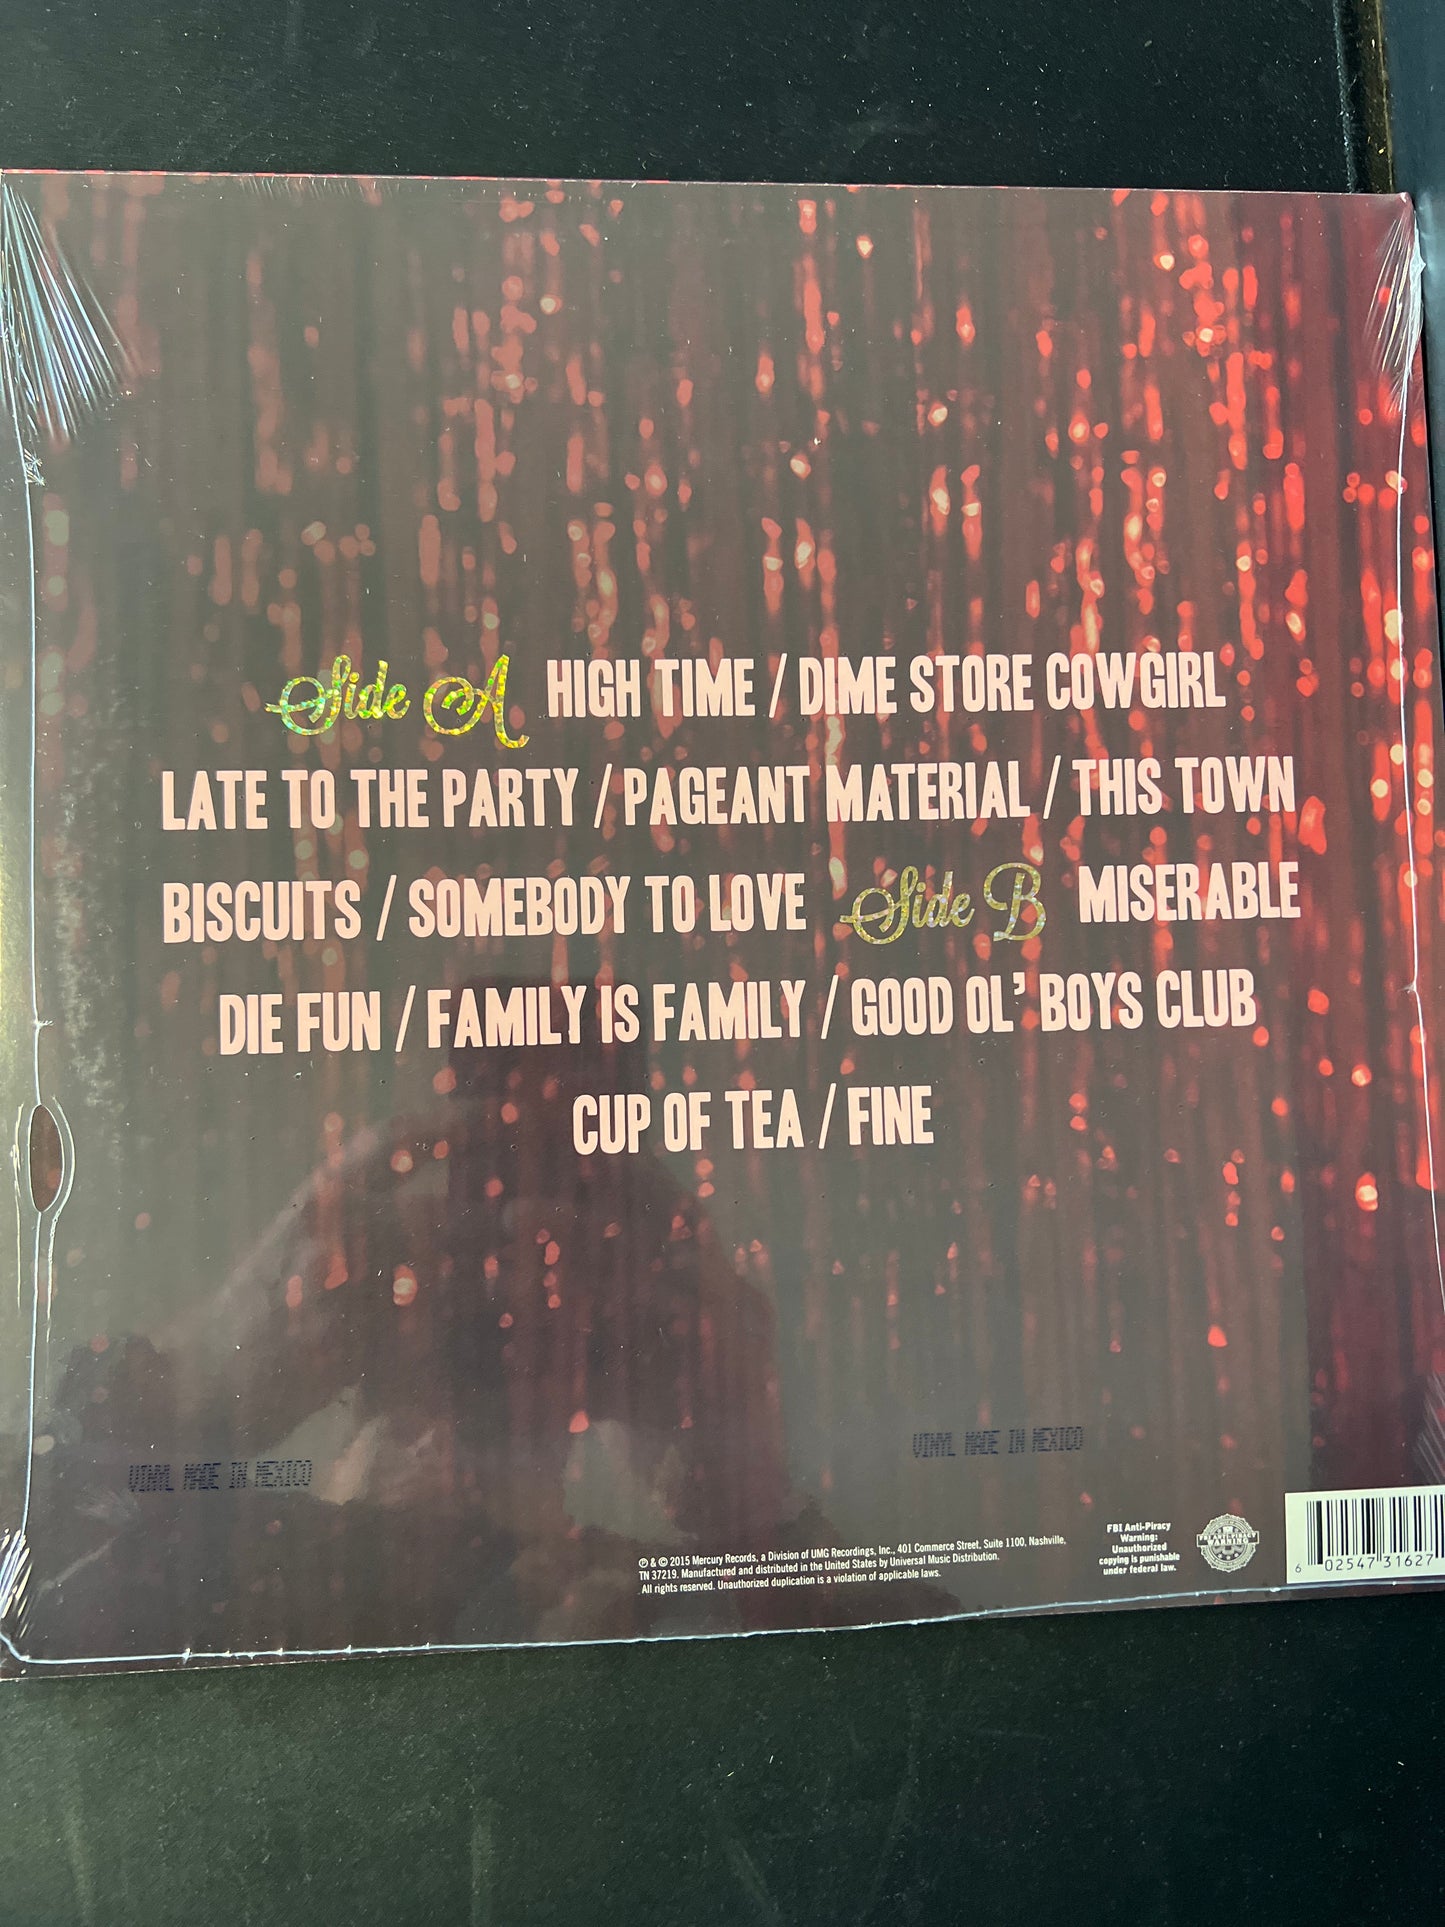 Side A HIGH TIME / DIME STORE COWGIRL
LATE TO THE PARTY / PAGEANT MATERIAL / THIS TOWN
BISCUITS / SOMEBODY TO LOVE Side B MISERABLE
DIE FUN / FAMILY IS FAMILY / GOOD OL' BOYS CLUB
CUP OF TEA / FINE
VINYL MADE IN MEXICO
VINYL MADE IN MEXICO
℗ & © 2015 Mercury Records, a Division of UMG Recordings, Inc., 401 Commerce Street, Suite 1100, Nashville,
TN 37219. Manufactured and distributed in the United States by Universal Music Distribution.
All rights reserved. Unauthorized duplication is a violation of applicable laws.
FBI Anti-Piracy
Warning:
Unauthorized
copying is punishable
under federal law.
FBI ANTI-PIRACY
WARNING
6 02547 31627